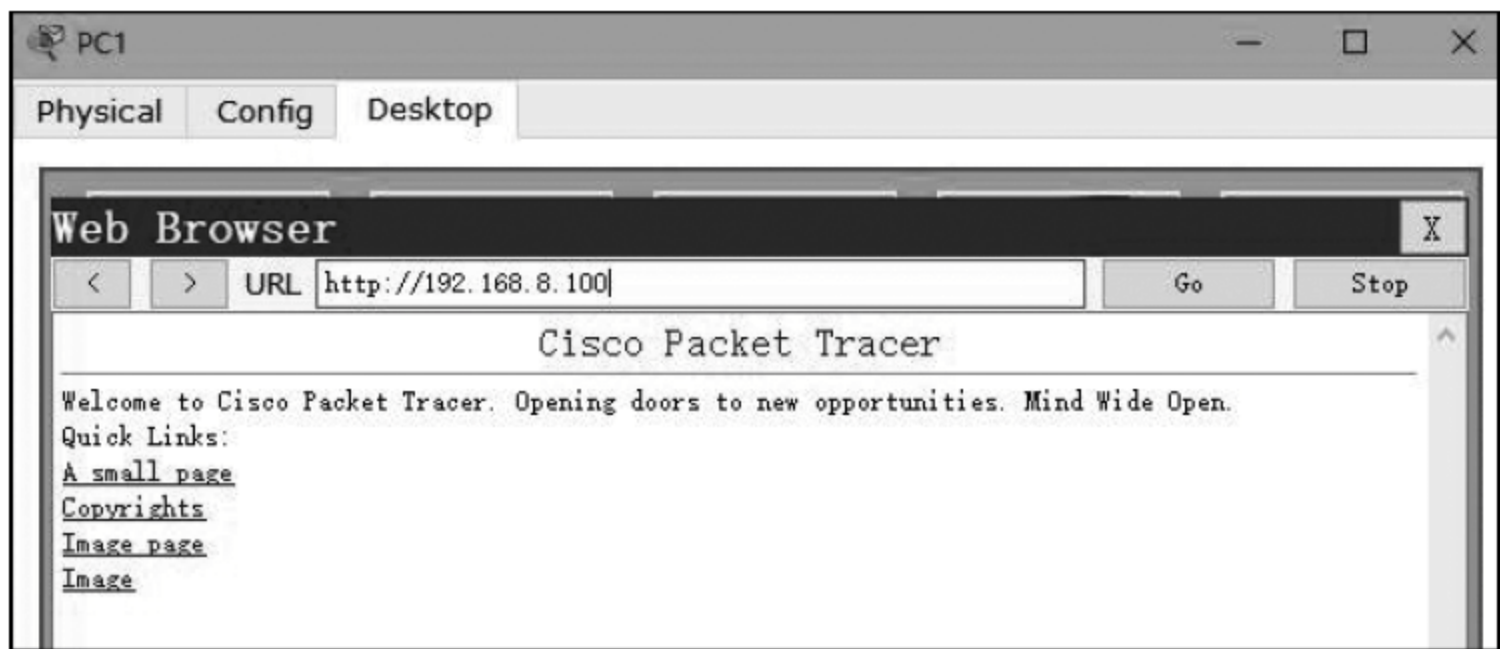 PC1
Physical Config Desktop
Web Browser X
< > URL http://192.168.8.100 Go Stop
Cisco Packet Tracer
Welcome to Cisco Packet Tracer. Opening doors to new opportunities. Mind Wide Open.
Quick Links:
A small page
Copyrights
Image page
Image